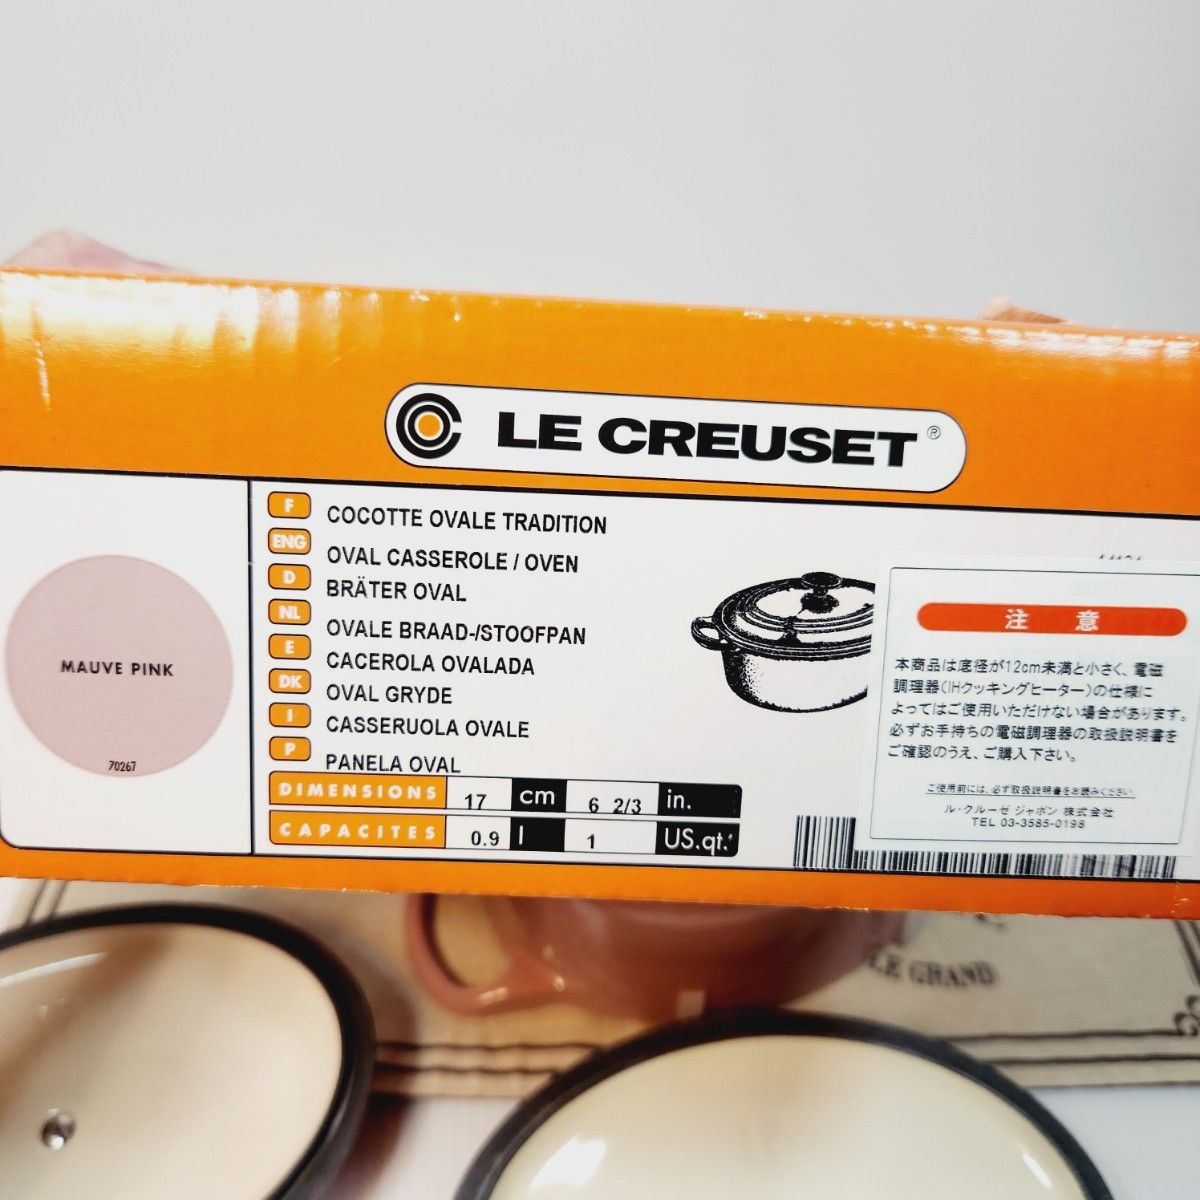 LE CREUSET ®
MAUVE PINK
70267
F COCOTTE OVALE TRADITION
ENG OVAL CASSEROLE / OVEN
D BRÄTER OVAL
NL OVALE BRAAD-/STOOFPAN
E CACEROLA OVALADA
DK OVAL GRYDE
I CASSERUOLA OVALE
P PANELA OVAL
DIMENSIONS 17 cm 6 2/3 in.
CAPACITES 0.9 l 1 US.qt.*
注 意
本商品は底径が12cm未満と小さく、電磁
調理器(IHクッキングヒーター)の仕様に
よってはご使用いただけない場合があります。
必ずお手持ちの電磁調理器の取扱説明書を
ご確認のうえ、ご購入下さい。
ご使用前には、必ず取扱説明書をお読みください。
ル・クルーゼ ジャポン 株式会社
TEL 03-3585-0198
LE GRAND